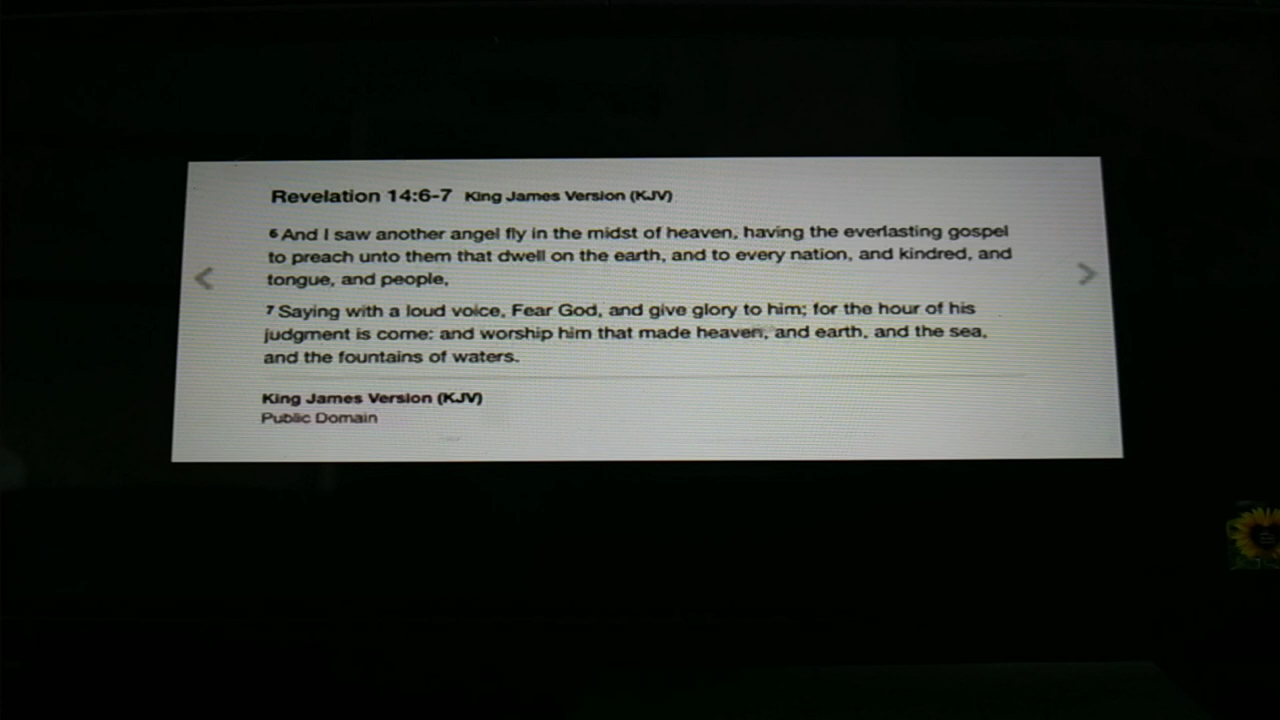 Revelation 14:6-7 King James Version (KJV)
6 And I saw another angel fly in the midst of heaven, having the everlasting gospel
to preach unto them that dwell on the earth, and to every nation, and kindred, and
tongue, and people,
7 Saying with a loud voice, Fear God, and give glory to him; for the hour of his
judgment is come: and worship him that made heaven, and earth, and the sea,
and the fountains of waters.
King James Version (KJV)
Public Domain